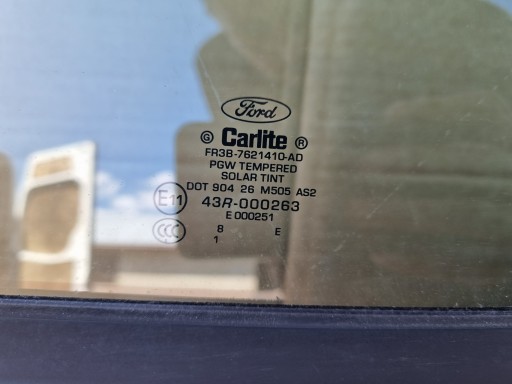 Ford
G Carlite ®
FR3B-7621410-AD
PGW TEMPERED
SOLAR TINT
DOT 904 26 M505 AS2
E11 43R-000263
E000251
CCC
B E
1